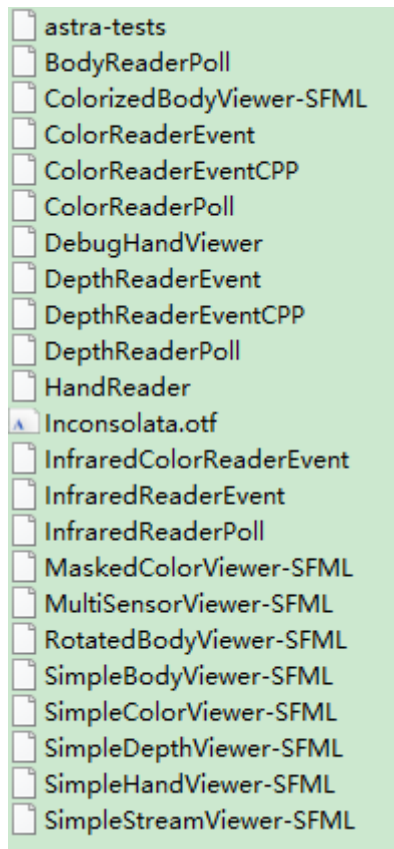 astra-tests
BodyReaderPoll
ColorizedBodyViewer-SFML
ColorReaderEvent
ColorReaderEventCPP
ColorReaderPoll
DebugHandViewer
DepthReaderEvent
DepthReaderEventCPP
DepthReaderPoll
HandReader
Inconsolata.otf
InfraredColorReaderEvent
InfraredReaderEvent
InfraredReaderPoll
MaskedColorViewer-SFML
MultiSensorViewer-SFML
RotatedBodyViewer-SFML
SimpleBodyViewer-SFML
SimpleColorViewer-SFML
SimpleDepthViewer-SFML
SimpleHandViewer-SFML
SimpleStreamViewer-SFML